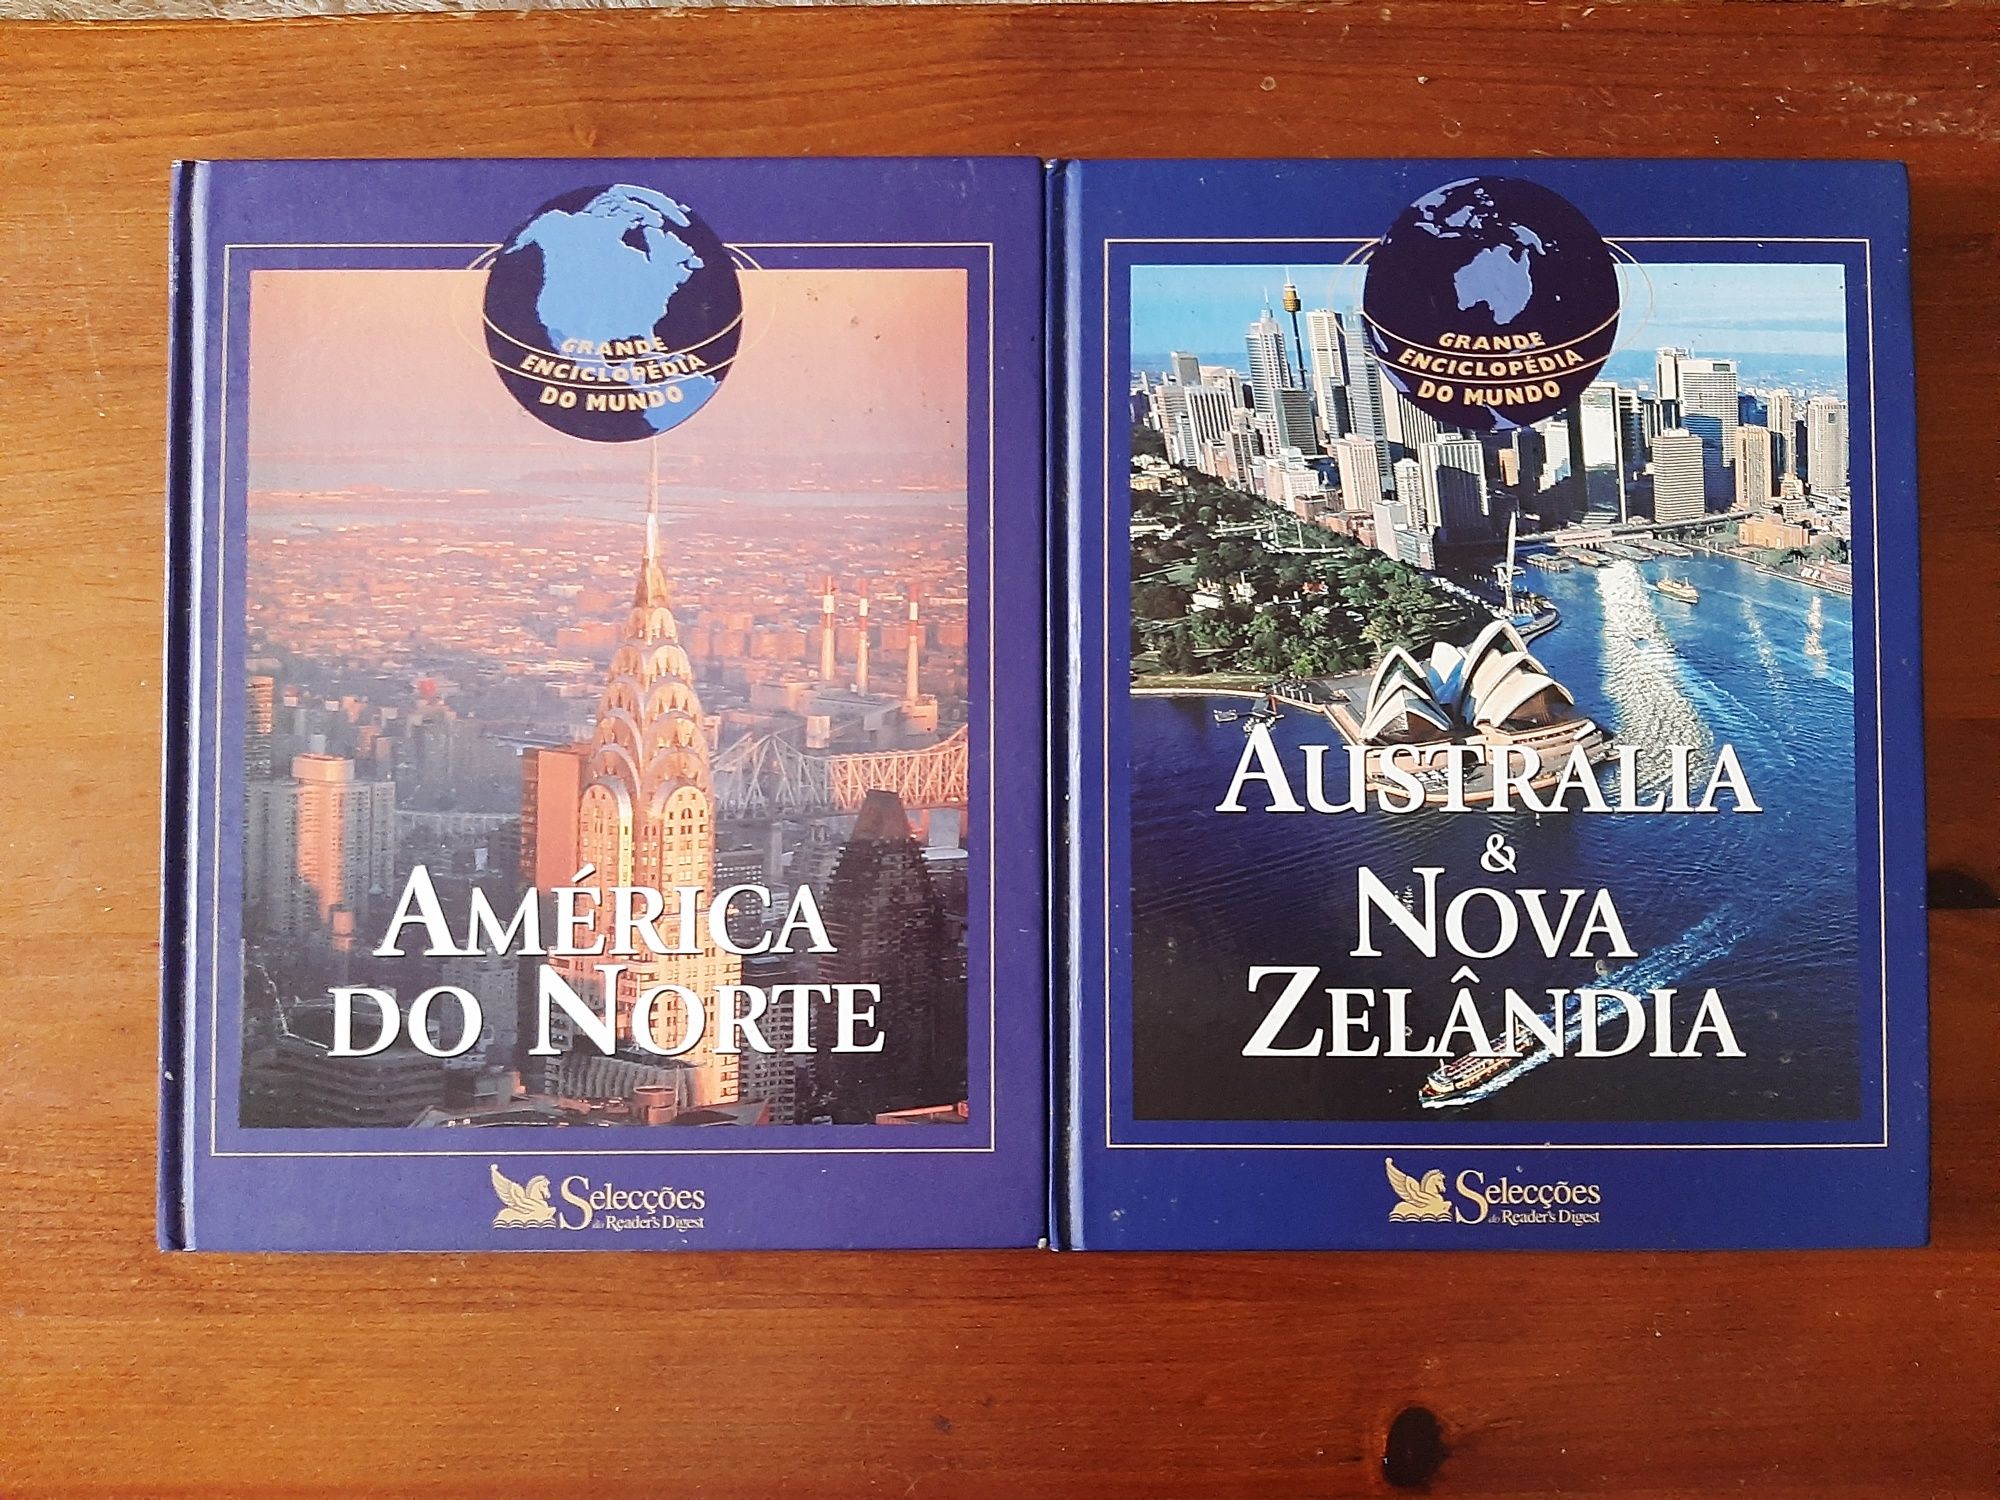 GRANDE
ENCICLOPÉDIA
DO MUNDO
AMÉRICA
DO NORTE
Selecções
do Reader's Digest
GRANDE
ENCICLOPÉDIA
DO MUNDO
AUSTRALIA
&
NOVA
ZELÂNDIA
Selecções
do Reader's Digest